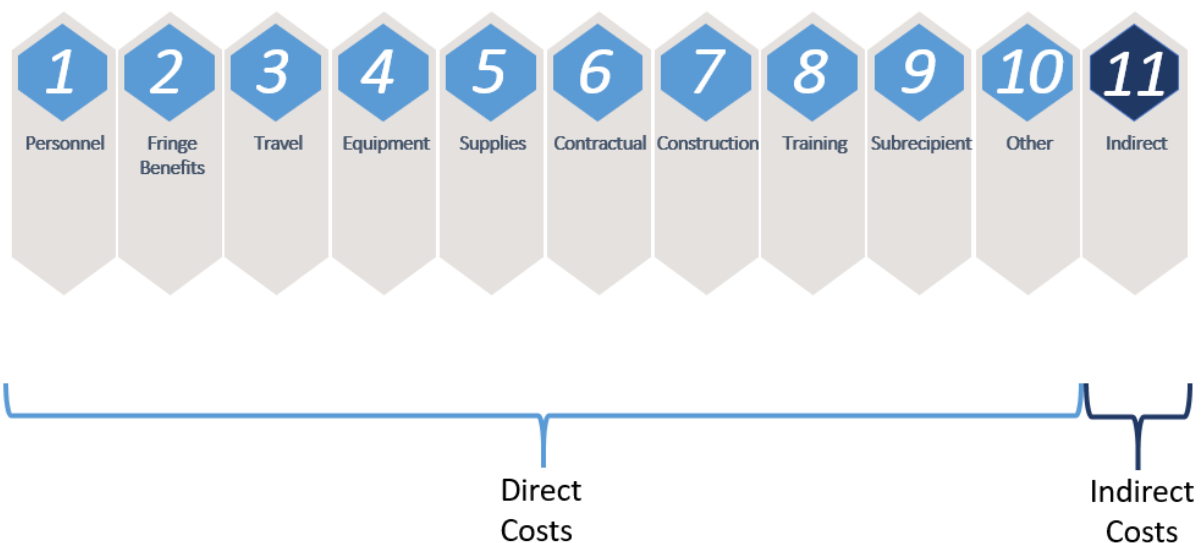 1
Personnel
2
Fringe
Benefits
3
Travel
4
Equipment
5
Supplies
6
Contractual
7
Construction
8
Training
9
Subrecipient
10
Other
11
Indirect
Direct
Costs
Indirect
Costs